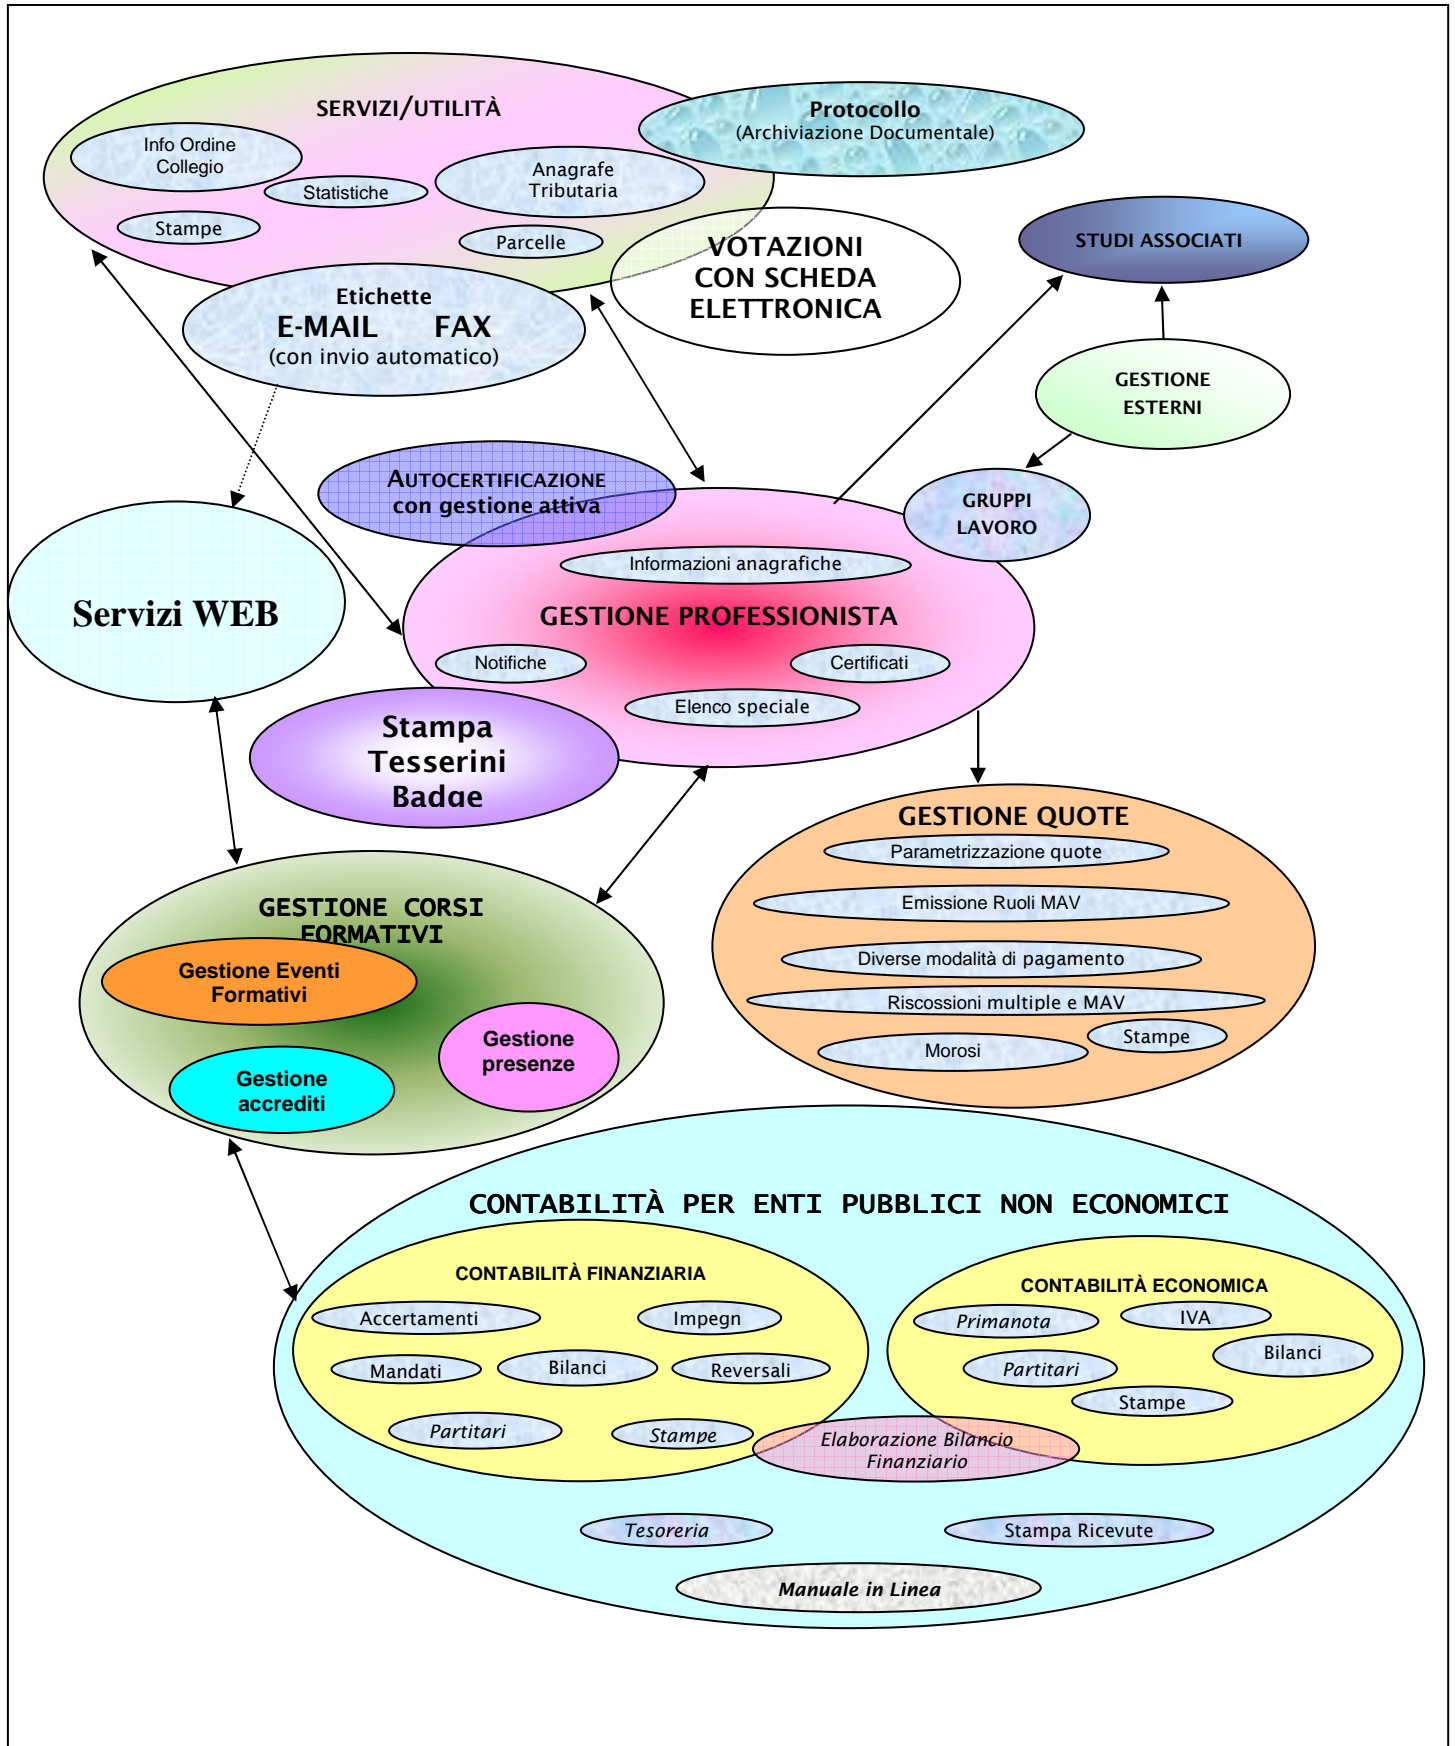 SERVIZI/UTILITÀ
Protocollo
(Archiviazione Documentale)
Info Ordine
Collegio
Anagrafe
Tributaria
Statistiche
Stampe
Parcelle
VOTAZIONI
CON SCHEDA
ELETTRONICA
STUDI ASSOCIATI
Etichette
E-MAIL FAX
(con invio automatico)
GESTIONE
ESTERNI
AUTOCERTIFICAZIONE
con gestione attiva
GRUPPI
LAVORO
Informazioni anagrafiche
Servizi WEB
GESTIONE PROFESSIONISTA
Notifiche
Certificati
Elenco speciale
Stampa
Tesserini
Badge
GESTIONE QUOTE
Parametrizzazione quote
Emissione Ruoli MAV
Diverse modalità di pagamento
Riscossioni multiple e MAV
Stampe
Morosi
GESTIONE CORSI
FORMATIVI
Gestione Eventi
Formativi
Gestione
presenze
Gestione
accrediti
CONTABILITÀ PER ENTI PUBBLICI NON ECONOMICI
CONTABILITÀ FINANZIARIA
Accertamenti
Impegn
Mandati
Bilanci
Reversali
Partitari
Stampe
CONTABILITÀ ECONOMICA
Primanota
IVA
Bilanci
Partitari
Stampe
Elaborazione Bilancio
Finanziario
Tesoreria
Stampa Ricevute
Manuale in Linea